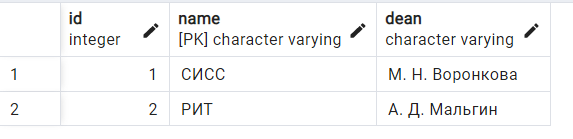 id name dean
integer [PK] character varying character varying
1 1 СИСС М. Н. Воронкова
2 2 РИТ А. Д. Мальгин